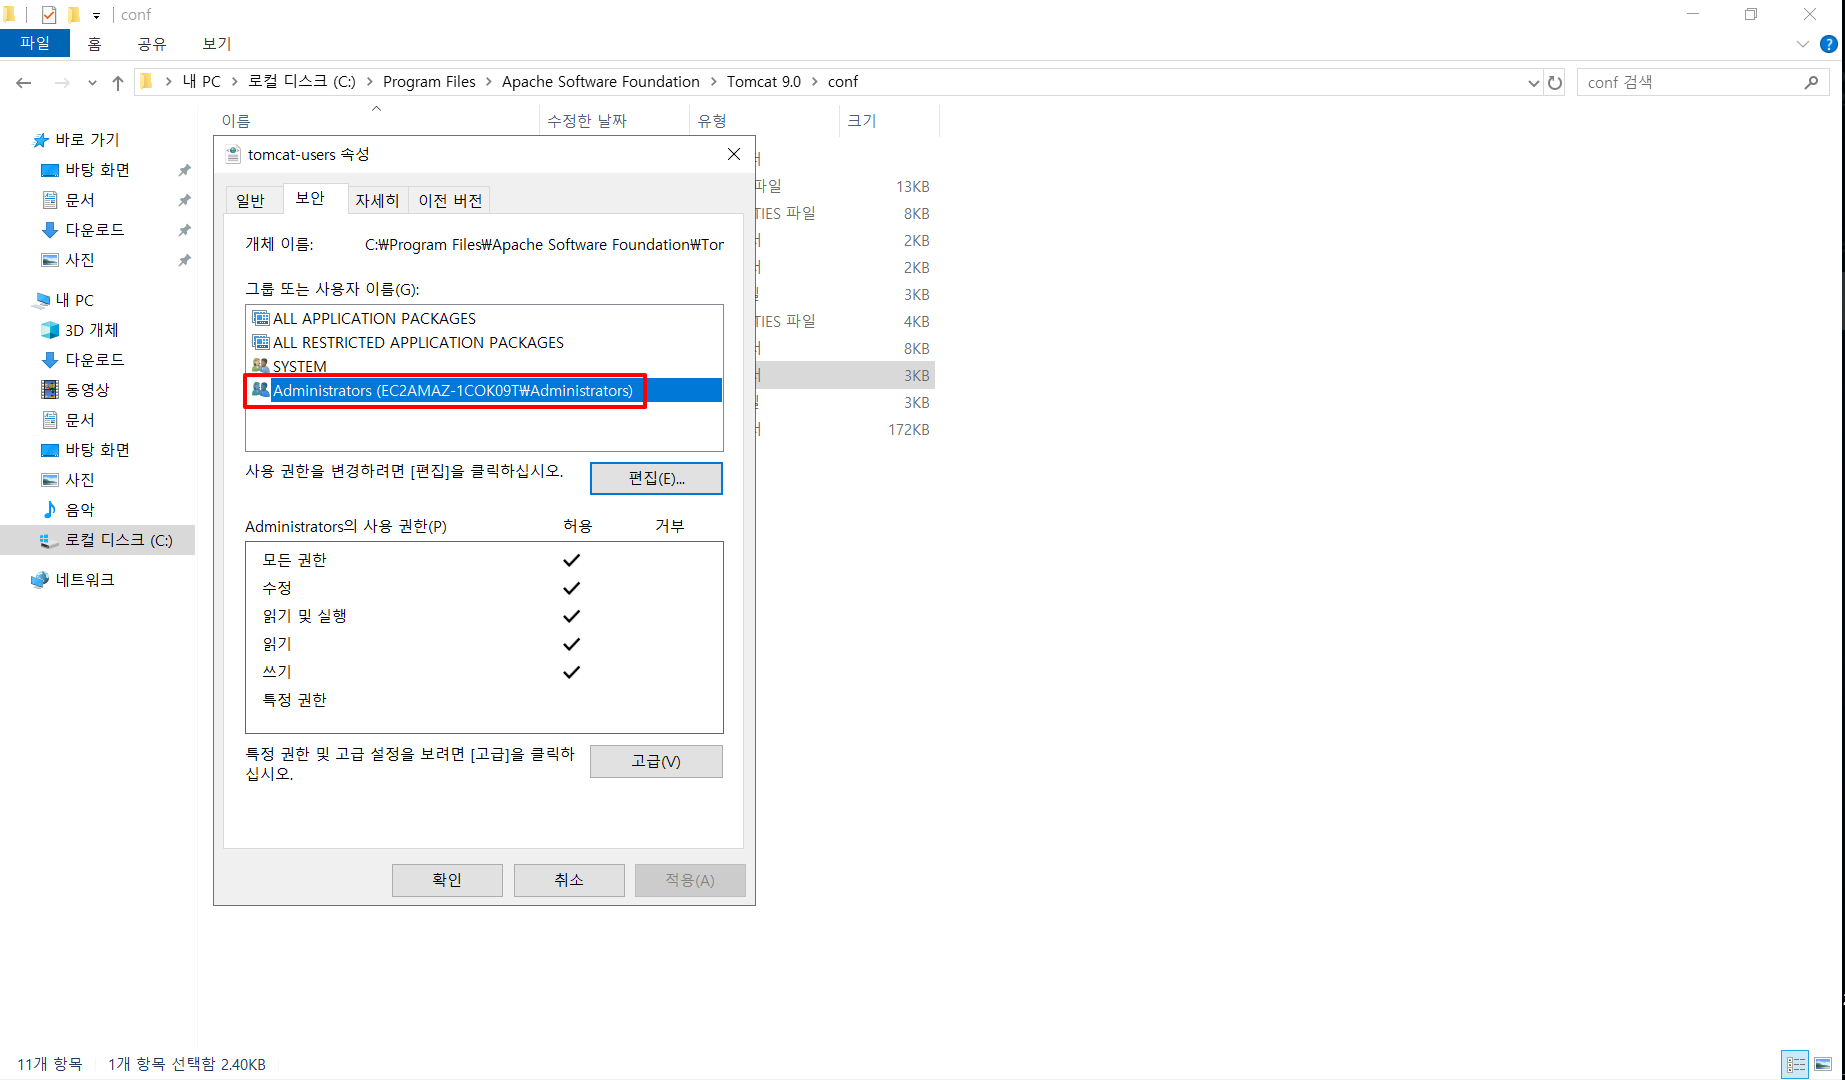 conf
파일 홈 공유 보기
내 PC 로컬 디스크 (C:) Program Files Apache Software Foundation Tomcat 9.0 conf
conf 검색
이름 수정한 날짜 유형 크기
바로 가기
바탕 화면
문서
다운로드
사진
내 PC
3D 개체
다운로드
동영상
문서
바탕 화면
사진
음악
로컬 디스크 (C:)
네트워크
tomcat-users 속성
일반 보안 자세히 이전 버전
개체 이름: C:₩Program Files₩Apache Software Foundation₩Tor
그룹 또는 사용자 이름(G):
ALL APPLICATION PACKAGES
ALL RESTRICTED APPLICATION PACKAGES
SYSTEM
Administrators (EC2AMAZ-1COK09T₩Administrators)
사용 권한을 변경하려면 [편집]을 클릭하십시오.
편집(E)...
Administrators의 사용 권한(P) 허용 거부
모든 권한
수정
읽기 및 실행
읽기
쓰기
특정 권한
특정 권한 및 고급 설정을 보려면 [고급]을 클릭하
십시오.
고급(V)
확인 취소 적용(A)
파일 13KB
TIES 파일 8KB
2KB
2KB
3KB
TIES 파일 4KB
8KB
3KB
3KB
172KB
11개 항목 1개 항목 선택함 2.40KB